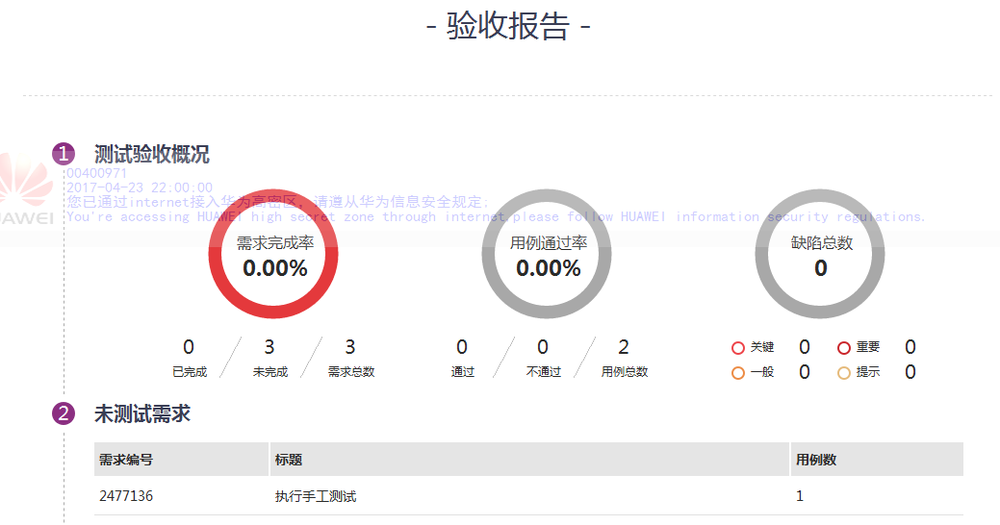 - 验收报告 -
1 测试验收概况
00400971
2017-04-23 22:00:00
您已通过internet接入华为高密区，请遵从华为信息安全规定;
You're accessing HUAWEI high secret zone through internet,please follow HUAWEI information security regulations.
AWEI
需求完成率 用例通过率 缺陷总数
0.00% 0.00% 0
0 3 3 0 0 2 关键 0 重要 0
已完成 未完成 需求总数 通过 不通过 用例总数 一般 0 提示 0
2 未测试需求
需求编号 标题 用例数
2477136 执行手工测试 1